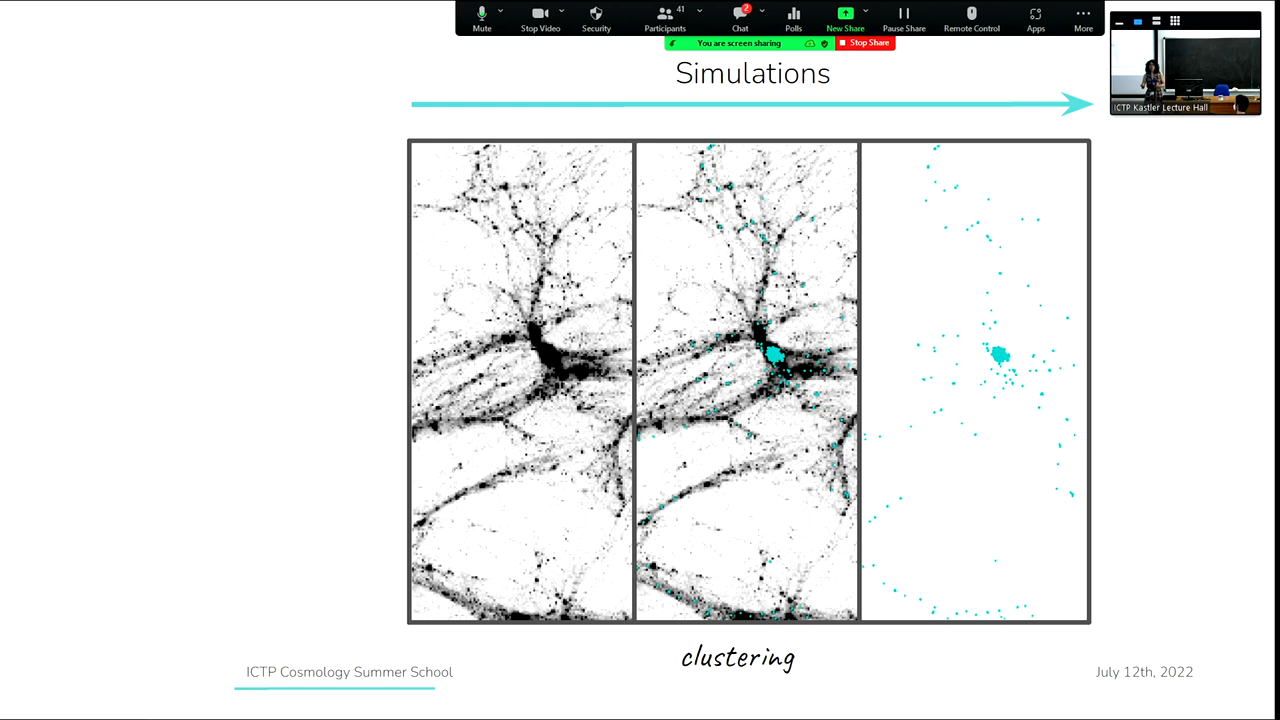 41
2
Mute
Stop Video
Security
Participants
Chat
Polls
New Share
Pause Share
Remote Control
Apps
More
You are screen sharing
Stop Share
ICTP Kastler Lecture Hall
Simulations
clustering
ICTP Cosmology Summer School
July 12th, 2022